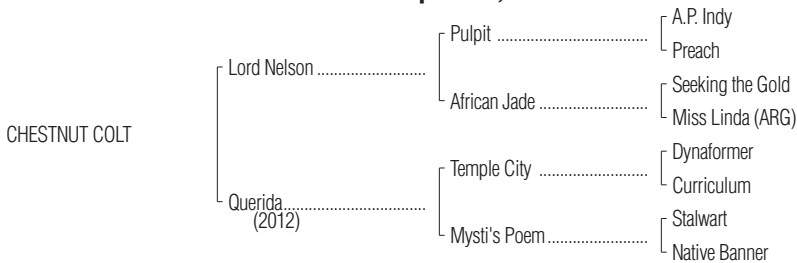 A.P. Indy
Pulpit
Preach
Lord Nelson
Seeking the Gold
African Jade
Miss Linda (ARG)
CHESTNUT COLT
Dynaformer
Temple City
Curriculum
Querida
(2012)
Stalwart
Mysti's Poem
Native Banner